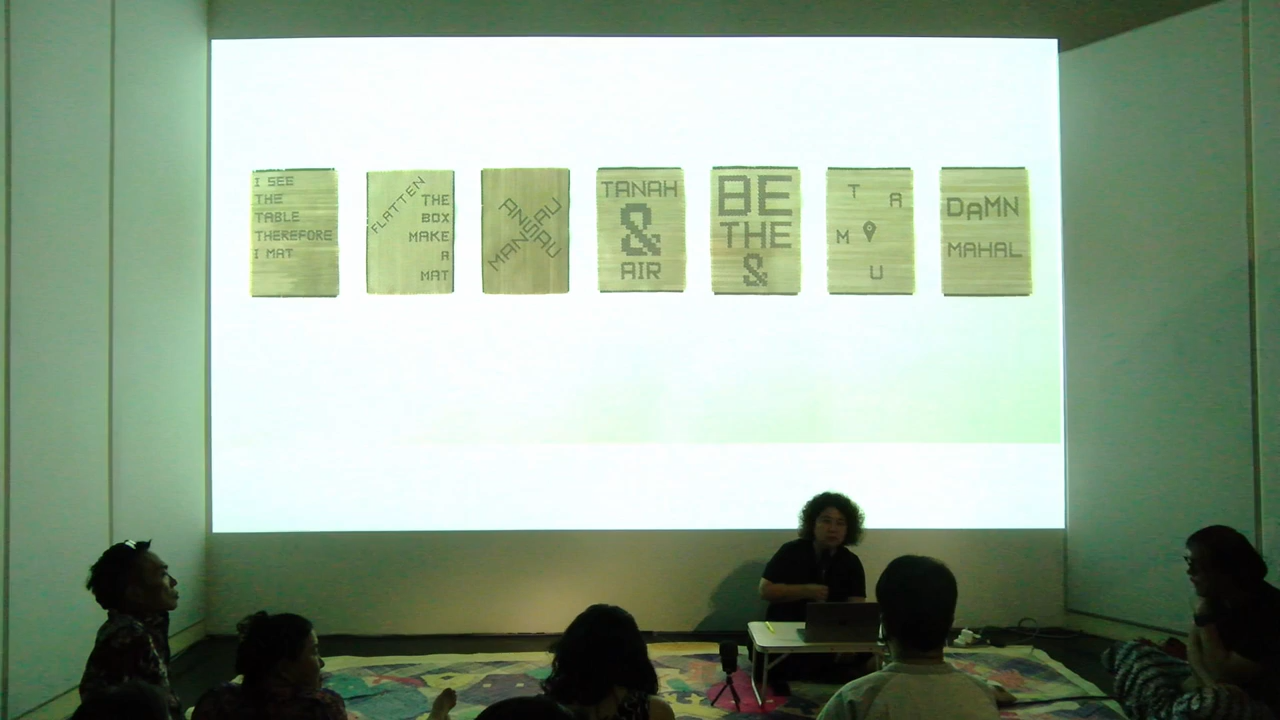 I SEE
THE
TABLE
THEREFORE
I MAT
FLATTEN
THE
BOX
MAKE
A
MAT
ANSAU
MANSAU
TANAH
&
AIR
BE
THE
&
T A
M
U
DAMN
MAHAL